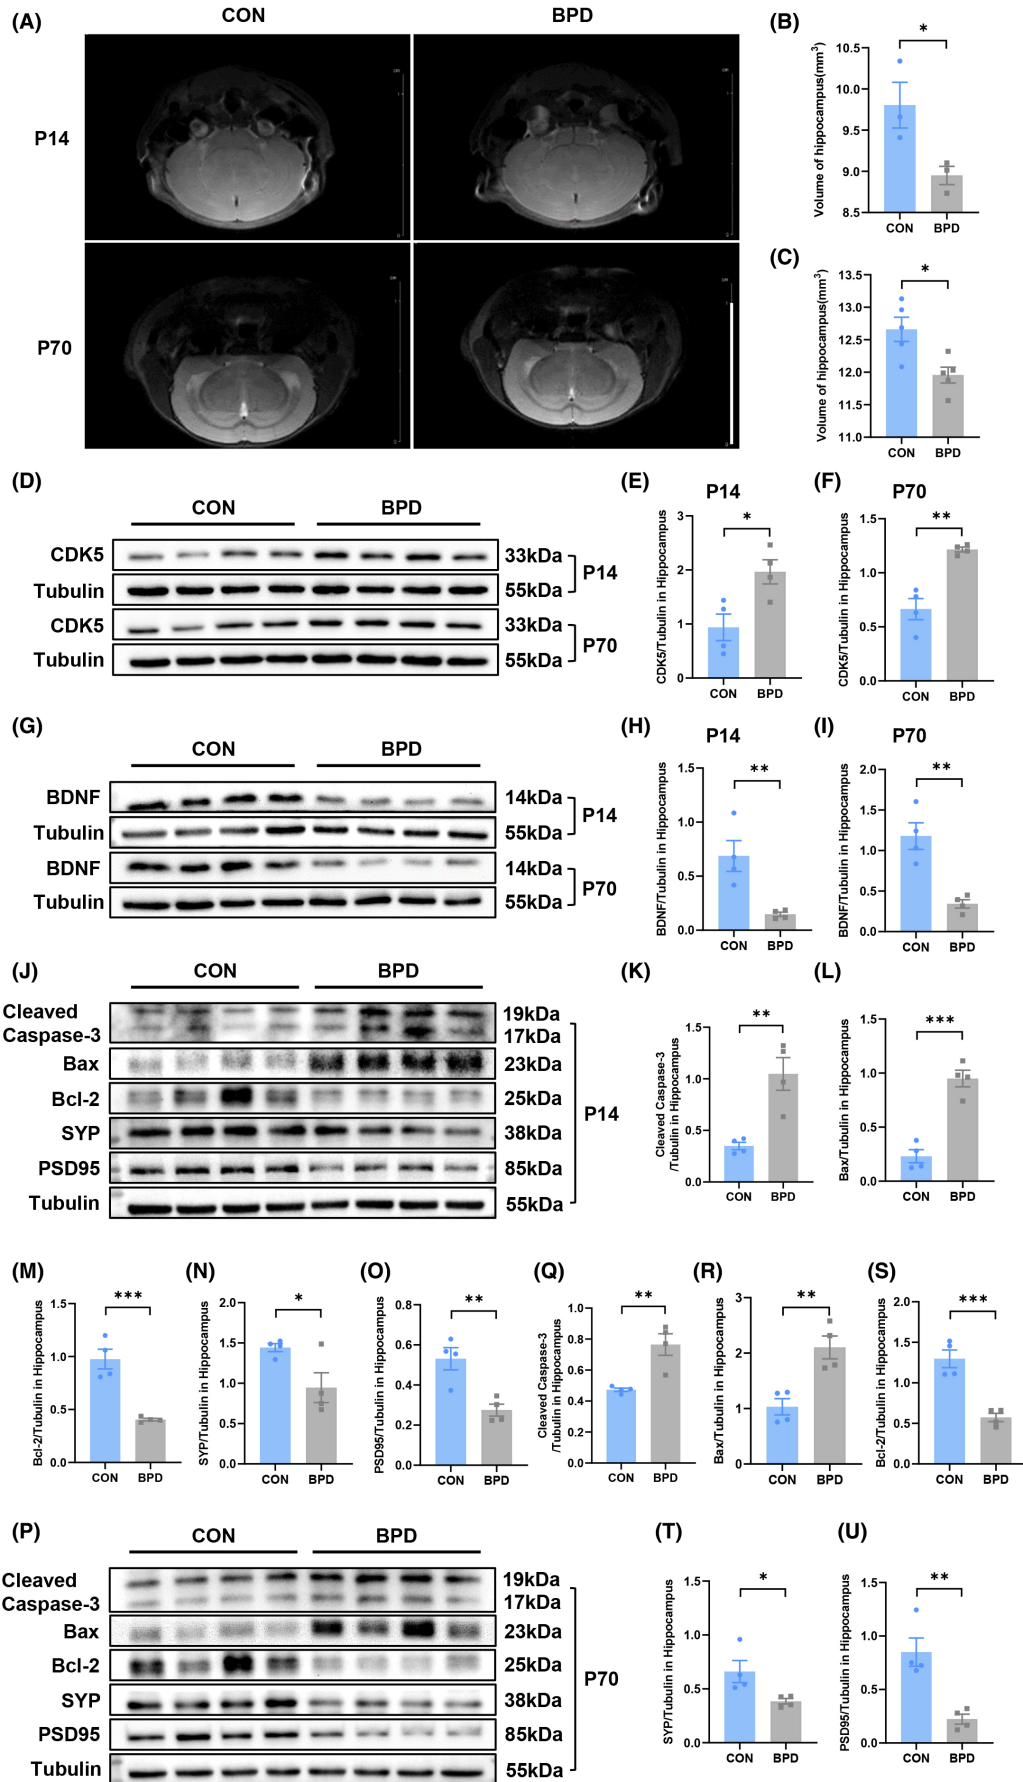 (A) CON BPD (B)
P14
P70
Volume of hippocampus(mm³)
10.5
10.0
9.5
9.0
8.5
*
CON BPD
(C)
Volume of hippocampus(mm³)
13.5
13.0
12.5
12.0
11.5
11.0
*
CON BPD
(D) CON BPD
CDK5 33kDa
Tubulin 55kDa
P14
CDK5 33kDa
Tubulin 55kDa
P70
(E) P14
CDK5/Tubulin in Hippocampus
3
2
1
0
*
CON BPD
(F) P70
CDK5/Tubulin in Hippocampus
1.5
1.0
0.5
0.0
**
CON BPD
(G) CON BPD
BDNF 14kDa
Tubulin 55kDa
P14
BDNF 14kDa
Tubulin 55kDa
P70
(H) P14
BDNF/Tubulin in Hippocampus
1.5
1.0
0.5
0.0
**
CON BPD
(I) P70
BDNF/Tubulin in Hippocampus
2.0
1.5
1.0
0.5
0.0
**
CON BPD
(J) CON BPD
Cleaved 19kDa
Caspase-3 17kDa
Bax 23kDa
Bcl-2 25kDa
SYP 38kDa
PSD95 85kDa
Tubulin 55kDa
P14
(K)
Cleaved Caspase-3
/Tubulin in Hippocampus
1.5
1.0
0.5
0.0
**
CON BPD
(L)
Bax/Tubulin in Hippocampus
1.5
1.0
0.5
0.0
***
CON BPD
(M)
Bcl-2/Tubulin in Hippocampus
1.5
1.0
0.5
0.0
***
CON BPD
(N)
SYP/Tubulin in Hippocampus
2.0
1.5
1.0
0.5
0.0
*
CON BPD
(O)
PSD95/Tubulin in Hippocampus
0.8
0.6
0.4
0.2
0.0
**
CON BPD
(Q)
Cleaved Caspase-3
/Tubulin in Hippocampus
1.0
0.8
0.6
0.4
0.2
0.0
**
CON BPD
(R)
Bax/Tubulin in Hippocampus
3
2
1
0
**
CON BPD
(S)
Bcl-2/Tubulin in Hippocampus
2.0
1.5
1.0
0.5
0.0
***
CON BPD
(P) CON BPD
Cleaved 19kDa
Caspase-3 17kDa
Bax 23kDa
Bcl-2 25kDa
SYP 38kDa
PSD95 85kDa
Tubulin 55kDa
P70
(T)
SYP/Tubulin in Hippocampus
1.5
1.0
0.5
0.0
*
CON BPD
(U)
PSD95/Tubulin in Hippocampus
1.5
1.0
0.5
0.0
**
CON BPD